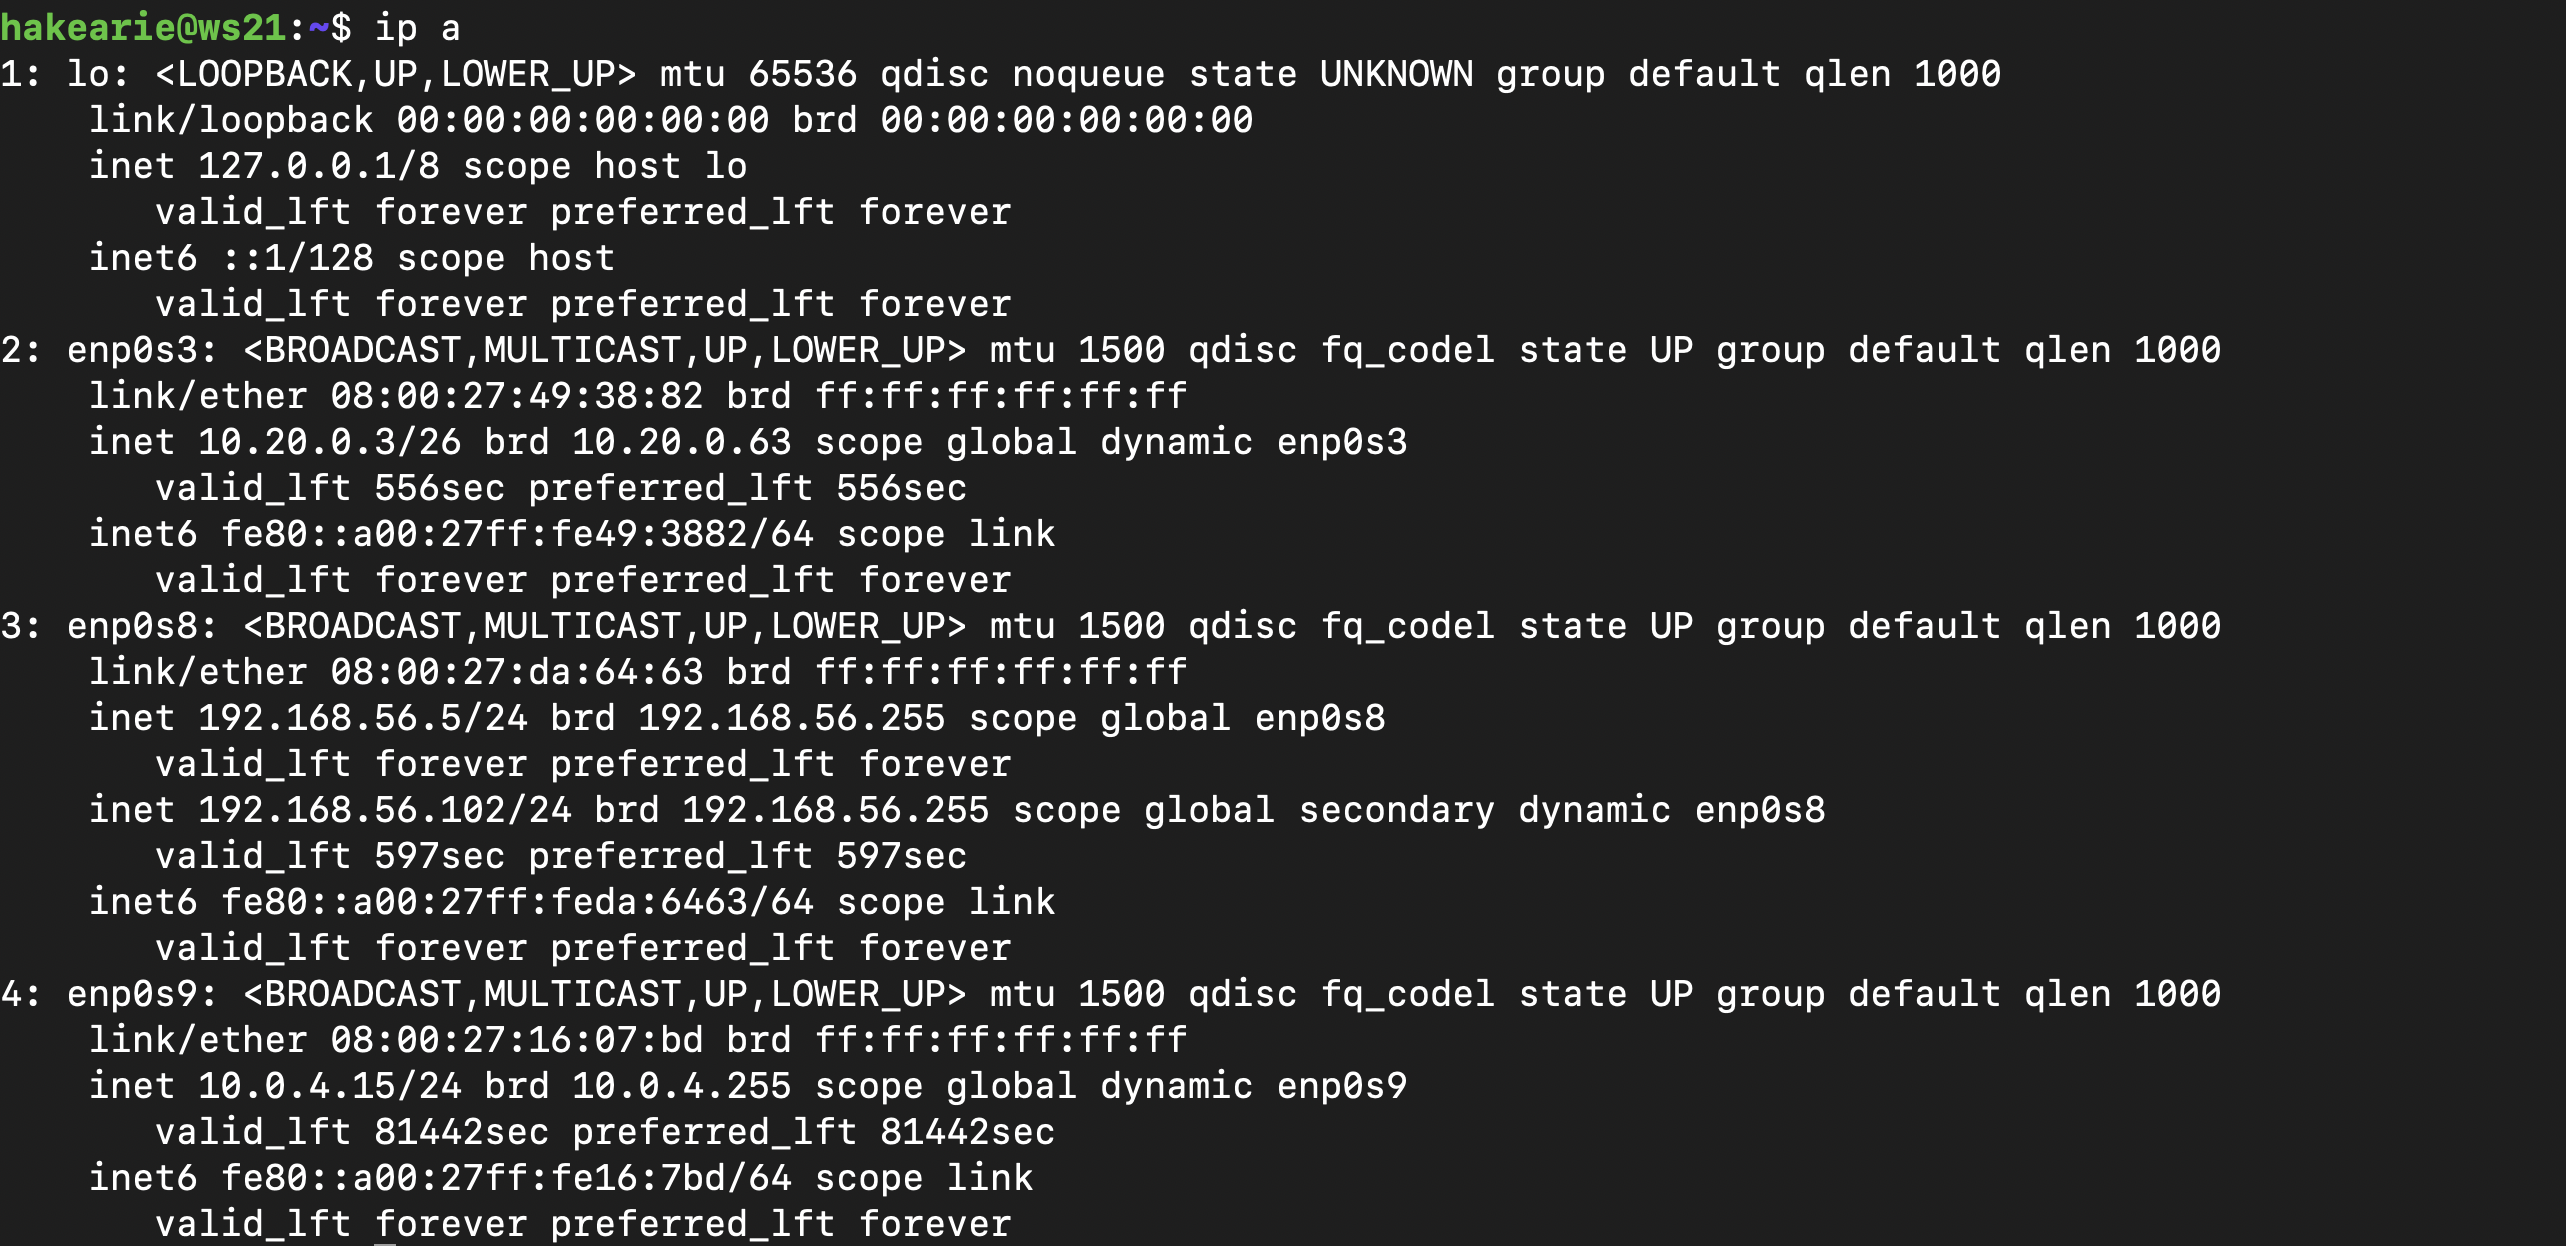 hakearie@ws21:~$ ip a
1: lo: <LOOPBACK,UP,LOWER_UP> mtu 65536 qdisc noqueue state UNKNOWN group default qlen 1000
    link/loopback 00:00:00:00:00:00 brd 00:00:00:00:00:00
    inet 127.0.0.1/8 scope host lo
       valid_lft forever preferred_lft forever
    inet6 ::1/128 scope host
       valid_lft forever preferred_lft forever
2: enp0s3: <BROADCAST,MULTICAST,UP,LOWER_UP> mtu 1500 qdisc fq_codel state UP group default qlen 1000
    link/ether 08:00:27:49:38:82 brd ff:ff:ff:ff:ff:ff
    inet 10.20.0.3/26 brd 10.20.0.63 scope global dynamic enp0s3
       valid_lft 556sec preferred_lft 556sec
    inet6 fe80::a00:27ff:fe49:3882/64 scope link
       valid_lft forever preferred_lft forever
3: enp0s8: <BROADCAST,MULTICAST,UP,LOWER_UP> mtu 1500 qdisc fq_codel state UP group default qlen 1000
    link/ether 08:00:27:da:64:63 brd ff:ff:ff:ff:ff:ff
    inet 192.168.56.5/24 brd 192.168.56.255 scope global enp0s8
       valid_lft forever preferred_lft forever
    inet 192.168.56.102/24 brd 192.168.56.255 scope global secondary dynamic enp0s8
       valid_lft 597sec preferred_lft 597sec
    inet6 fe80::a00:27ff:feda:6463/64 scope link
       valid_lft forever preferred_lft forever
4: enp0s9: <BROADCAST,MULTICAST,UP,LOWER_UP> mtu 1500 qdisc fq_codel state UP group default qlen 1000
    link/ether 08:00:27:16:07:bd brd ff:ff:ff:ff:ff:ff
    inet 10.0.4.15/24 brd 10.0.4.255 scope global dynamic enp0s9
       valid_lft 81442sec preferred_lft 81442sec
    inet6 fe80::a00:27ff:fe16:7bd/64 scope link
       valid_lft forever preferred_lft forever